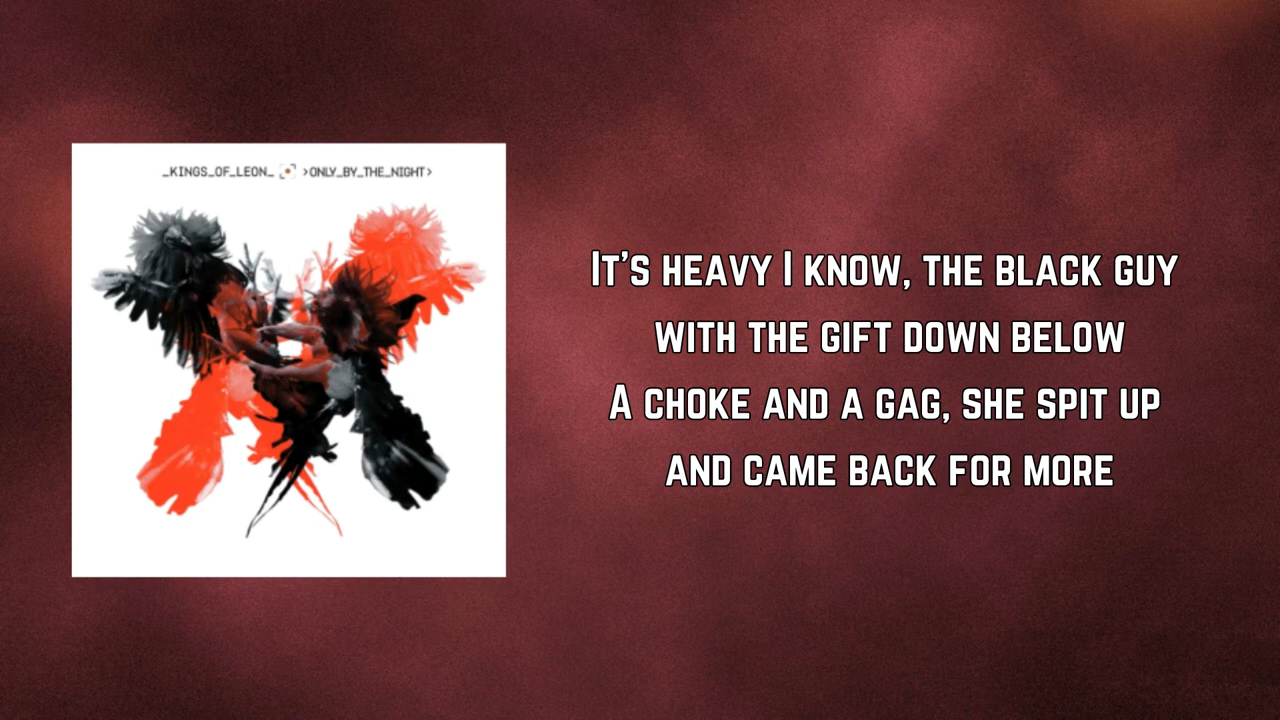 _KINGS_OF_LEON_ >ONLY_BY_THE_NIGHT>
It's heavy I know, the black guy
with the gift down below
A choke and a gag, she spit up
and came back for more